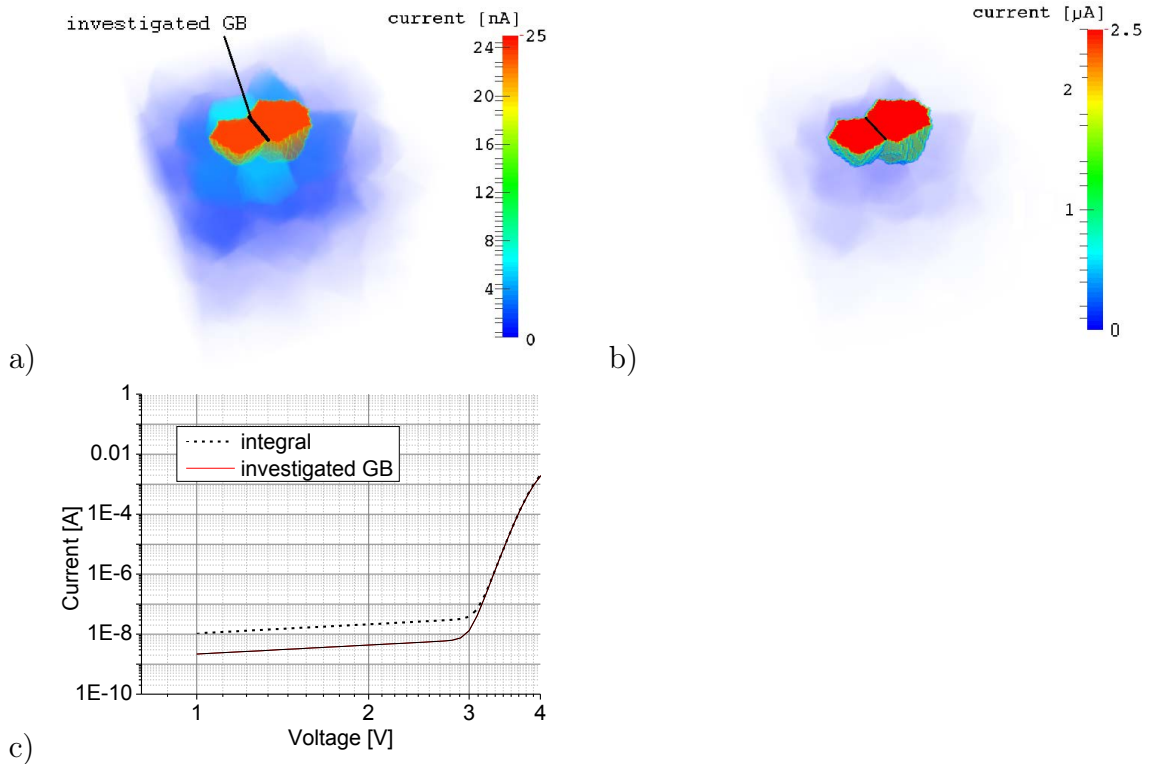 investigated GB
current [nA]
25
24
20
16
12
8
4
0
a)
current [µA]
2.5
2
1
0
b)
1
0.01
1E-4
1E-6
1E-8
1E-10
Current [A]
integral
investigated GB
1
2
3
4
Voltage [V]
c)